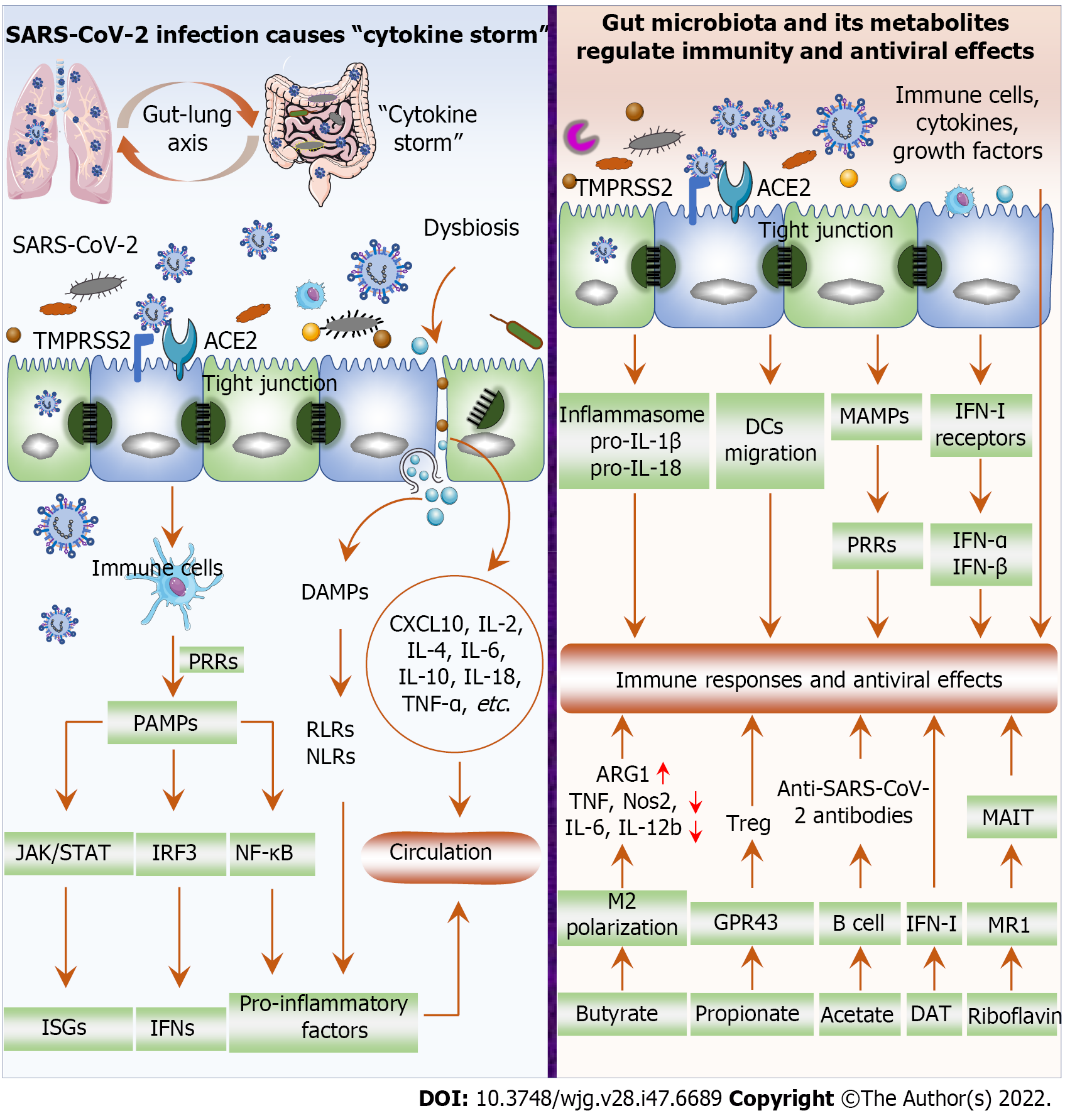 SARS-CoV-2 infection causes “cytokine storm”
Gut-lung
axis
“Cytokine
storm”
Dysbiosis
SARS-CoV-2
TMPRSS2
ACE2
Tight junction
Immune cells
PRRs
PAMPs
DAMPs
RLRs
NLRs
CXCL10, IL-2,
IL-4, IL-6,
IL-10, IL-18,
TNF-α, etc.
JAK/STAT
IRF3
NF-κB
Circulation
ISGs
IFNs
Pro-inflammatory
factors
Gut microbiota and its metabolites
regulate immunity and antiviral effects
Immune cells,
cytokines,
growth factors
TMPRSS2
ACE2
Tight junction
Inflammasome
pro-IL-1β
pro-IL-18
DCs
migration
MAMPs
IFN-I
receptors
PRRs
IFN-α
IFN-β
Immune responses and antiviral effects
ARG1
TNF, Nos2,
IL-6, IL-12b
Treg
Anti-SARS-CoV-
2 antibodies
MAIT
M2
polarization
GPR43
B cell
IFN-I
MR1
Butyrate
Propionate
Acetate
DAT
Riboflavin
DOI: 10.3748/wjg.v28.i47.6689 Copyright ©The Author(s) 2022.